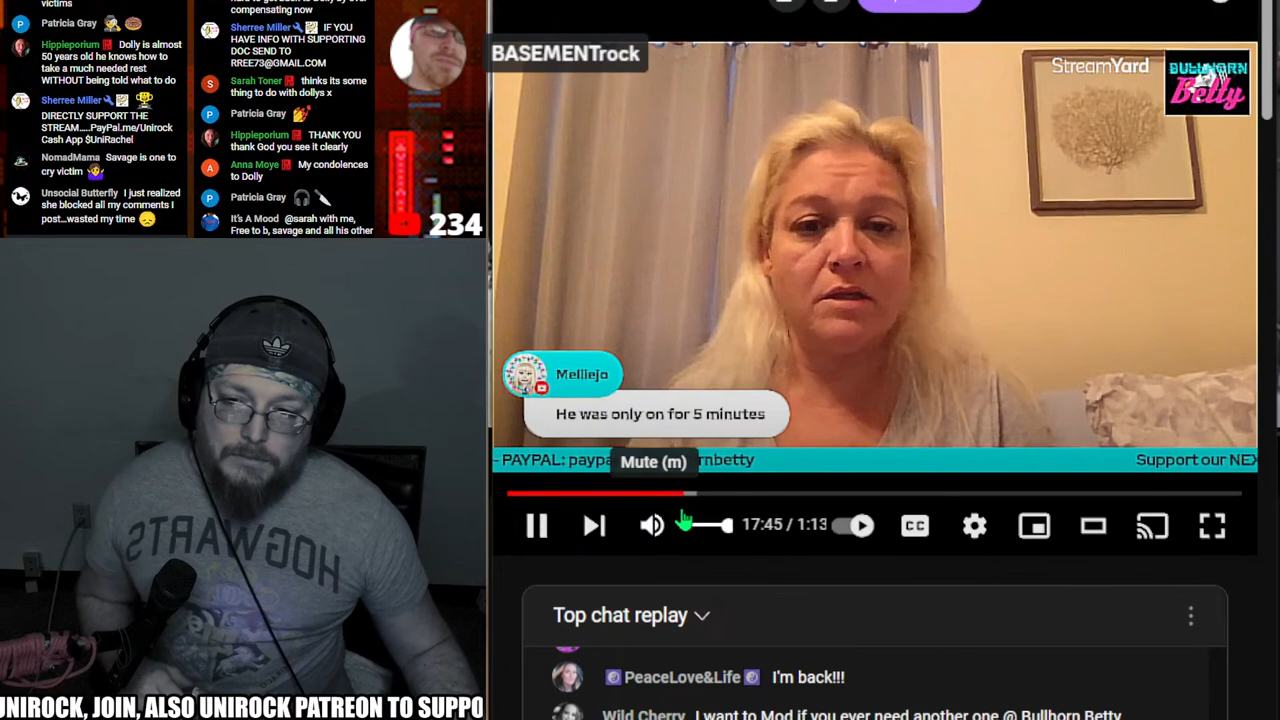 victims
Patricia Gray
Hippieporium Dolly is almost
50 years old he knows how to
take a much needed rest
WITHOUT being told what to do
Sherree Miller
DIRECTLY SUPPORT THE
STREAM.....PayPal.me/Unirock
Cash App $UniRachel
NomadMama Savage is one to
cry victim
Unsocial Butterfly I just realized
she blocked all my comments I
post...wasted my time
compensating now
Sherree Miller IF YOU
HAVE INFO WITH SUPPORTING
DOC SEND TO
RREE73@GMAIL.COM
Sarah Toner thinks its some
thing to do with dollys x
Patricia Gray
Hippieporium THANK YOU
thank God you see it clearly
Anna Moye My condolences
to Dolly
Patricia Gray
It's A Mood @sarah with me,
Free to b, savage and all his other
234
BASEMENTrock
StreamYard
BULLHORN
Betty
Melliejo
He was only on for 5 minutes
- PAYPAL: paypa
rnbetty
Support our NEX
Mute (m)
17:45 / 1:13
CC
HOGWARTS
Top chat replay
PeaceLove&Life I'm back!!!
Wild Cherry I want to Mod if you ever need another one @ Bullhorn Betty
UNIROCK, JOIN, ALSO UNIROCK PATREON TO SUPPO